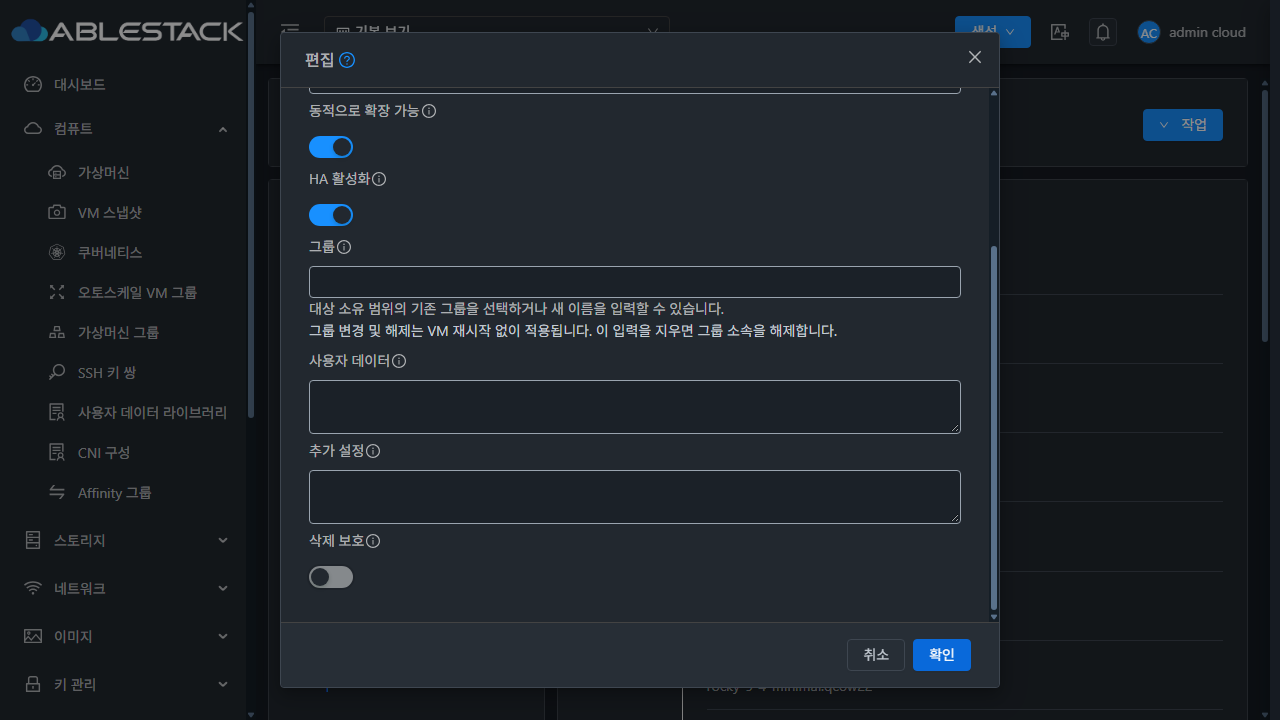 ABLESTACK
기본 보기
생성
admin cloud
AC
대시보드
컴퓨트
가상머신
VM 스냅샷
쿠버네티스
오토스케일 VM 그룹
가상머신 그룹
SSH 키 쌍
사용자 데이터 라이브러리
CNI 구성
Affinity 그룹
스토리지
네트워크
이미지
키 관리
작업
편집
동적으로 확장 가능
HA 활성화
그룹
대상 소유 범위의 기존 그룹을 선택하거나 새 이름을 입력할 수 있습니다.
그룹 변경 및 해제는 VM 재시작 없이 적용됩니다. 이 입력을 지우면 그룹 소속을 해제합니다.
사용자 데이터
추가 설정
삭제 보호
취소
확인